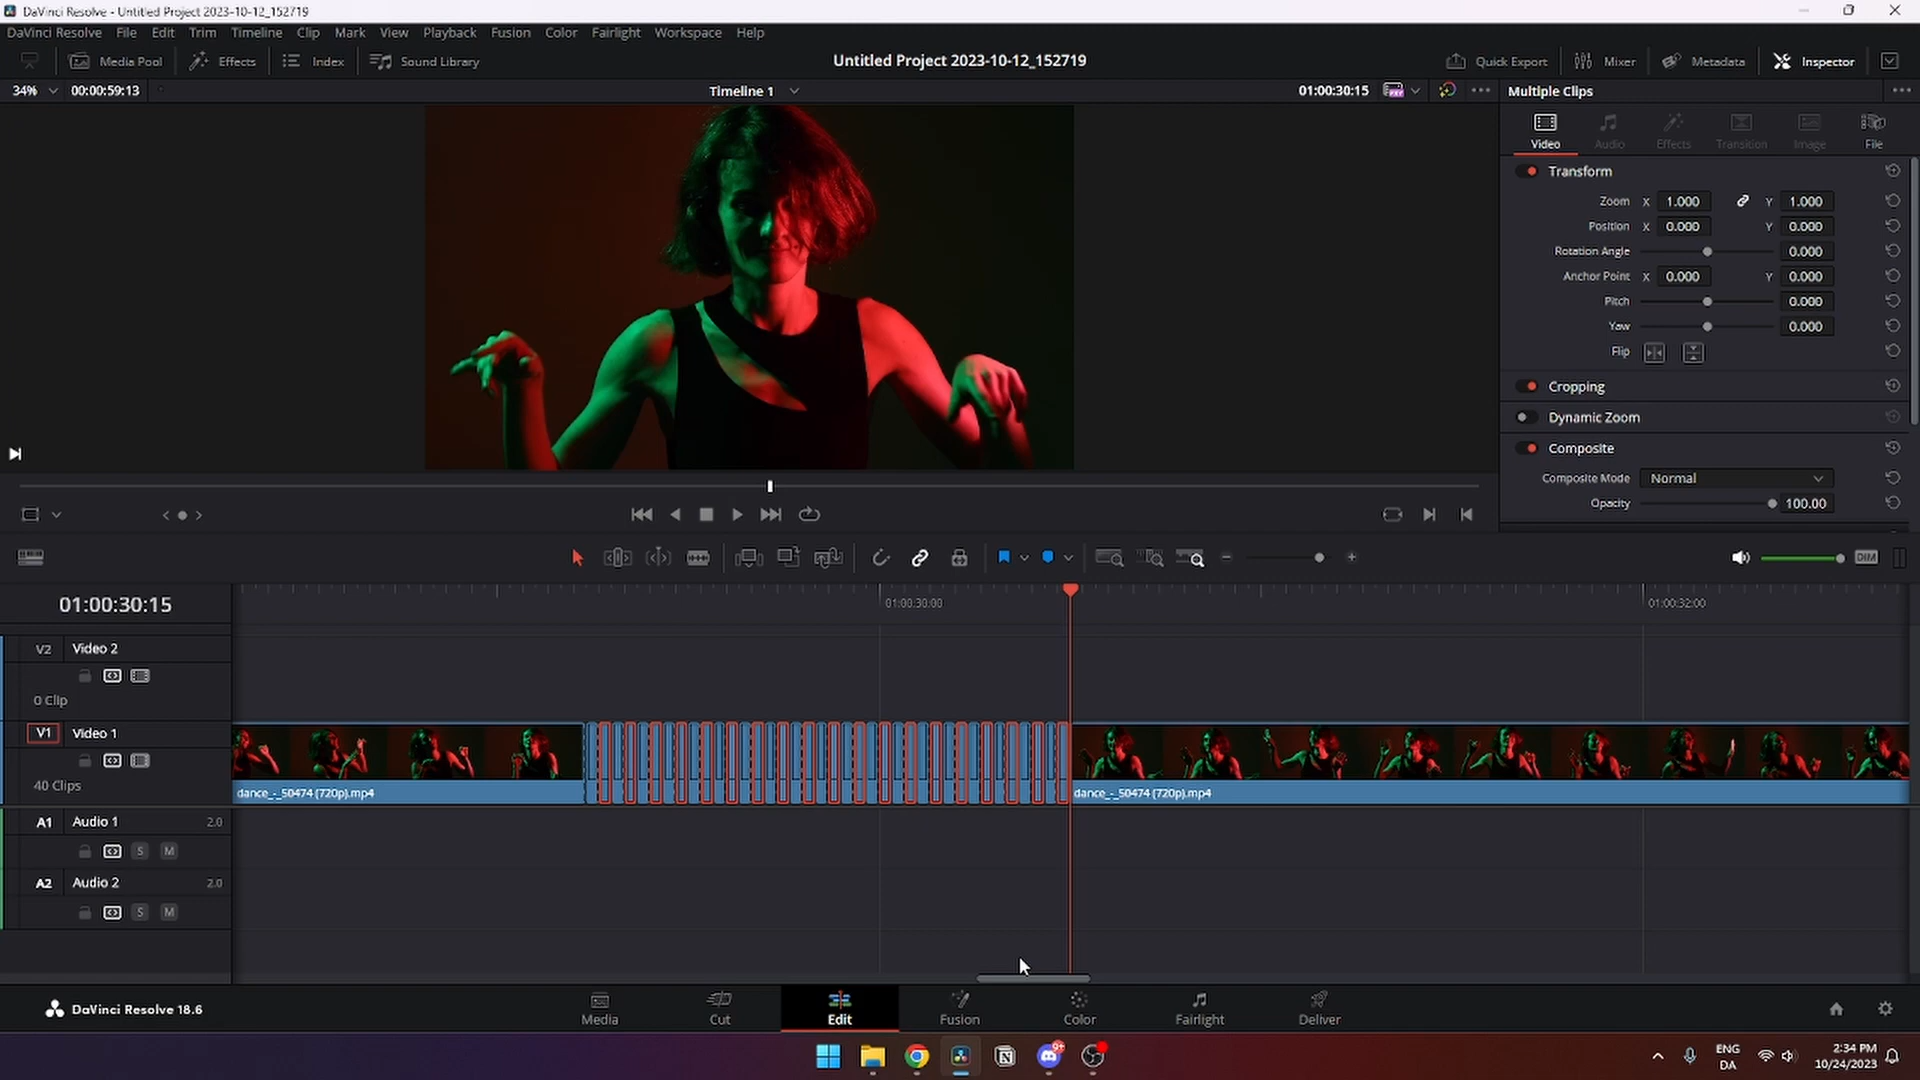 DaVinci Resolve - Untitled Project 2023-10-12_152719
DaVinci Resolve File Edit Trim Timeline Clip Mark View Playback Fusion Color Fairlight Workspace Help
Media Pool Effects Index Sound Library Untitled Project 2023-10-12_152719 Quick Export Mixer Metadata Inspector
34% 00:00:59:13 Timeline 1 01:00:30:15 Multiple Clips
Video Audio Effects Transition Image File
Transform
Zoom X 1.000 Y 1.000
Position X 0.000 Y 0.000
Rotation Angle 0.000
Anchor Point X 0.000 Y 0.000
Pitch 0.000
Yaw 0.000
Flip
Cropping
Dynamic Zoom
Composite
Composite Mode Normal
Opacity 100.00
DIM
01:00:30:15 01:00:30:00 01:00:32:00
V2 Video 2
0 Clip
V1 Video 1
40 Clips
dance_-_50474 (720p).mp4 dance_-_50474 (720p).mp4
A1 Audio 1 2.0
S M
A2 Audio 2 2.0
S M
DaVinci Resolve 18.6 Media Cut Edit Fusion Color Fairlight Deliver
9+ ENG DA 2:34 PM 10/24/2023